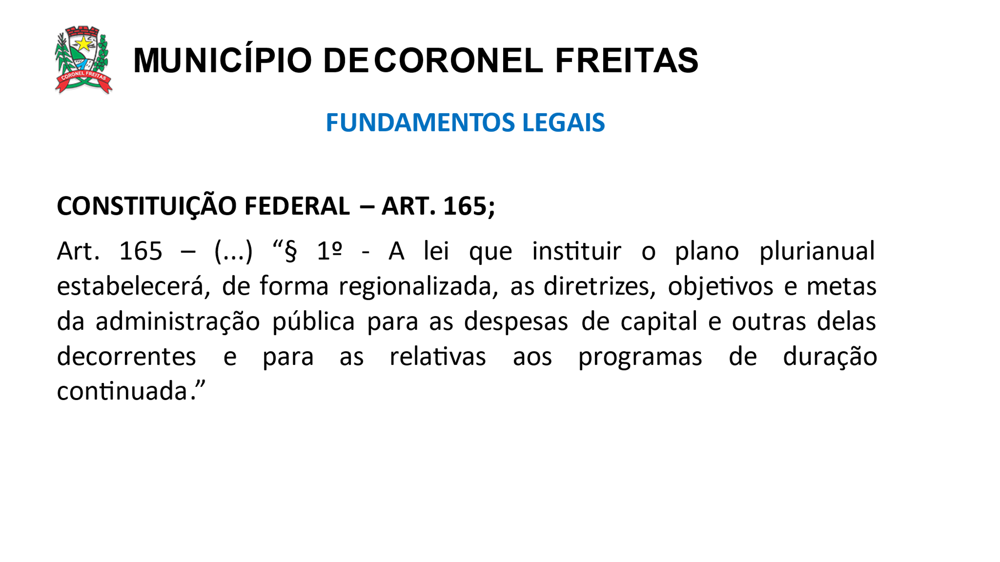 CORONEL FREITAS
MUNICÍPIO DE CORONEL FREITAS
FUNDAMENTOS LEGAIS
CONSTITUIÇÃO FEDERAL – ART. 165;
Art. 165 – (...) “§ 1º - A lei que instituir o plano plurianual
estabelecerá, de forma regionalizada, as diretrizes, objetivos e metas
da administração pública para as despesas de capital e outras delas
decorrentes e para as relativas aos programas de duração
continuada.”